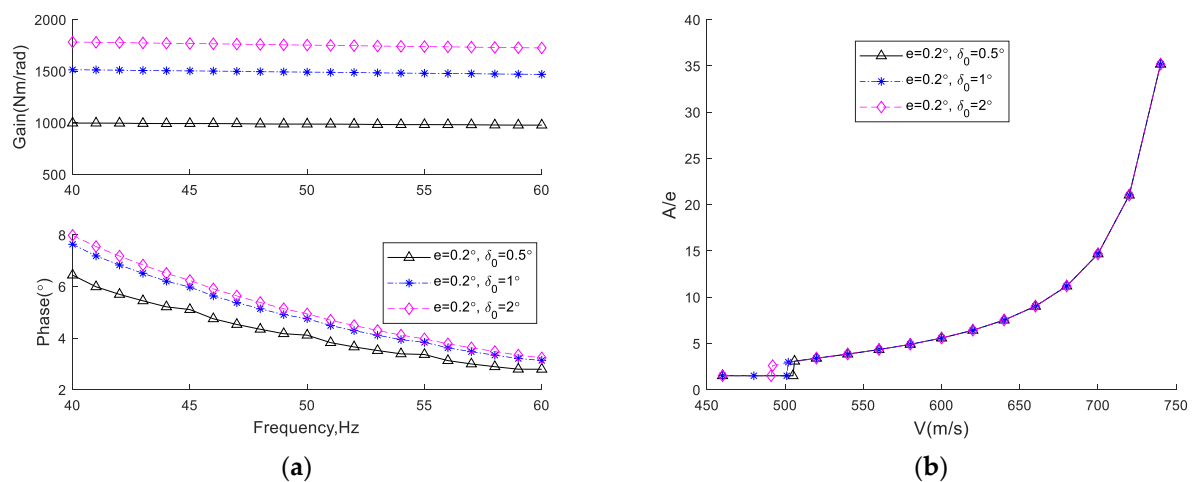 2000
1500
1000
500
Gain(Nm/rad)
40 45 50 55 60
8
6
4
2
Phase(°)
e=0.2°, δ0=0.5°
e=0.2°, δ0=1°
e=0.2°, δ0=2°
40 45 50 55 60
Frequency,Hz
(a)
40
35
30
25
20
15
10
5
0
A/e
e=0.2°, δ0=0.5°
e=0.2°, δ0=1°
e=0.2°, δ0=2°
450 500 550 600 650 700 750
V(m/s)
(b)